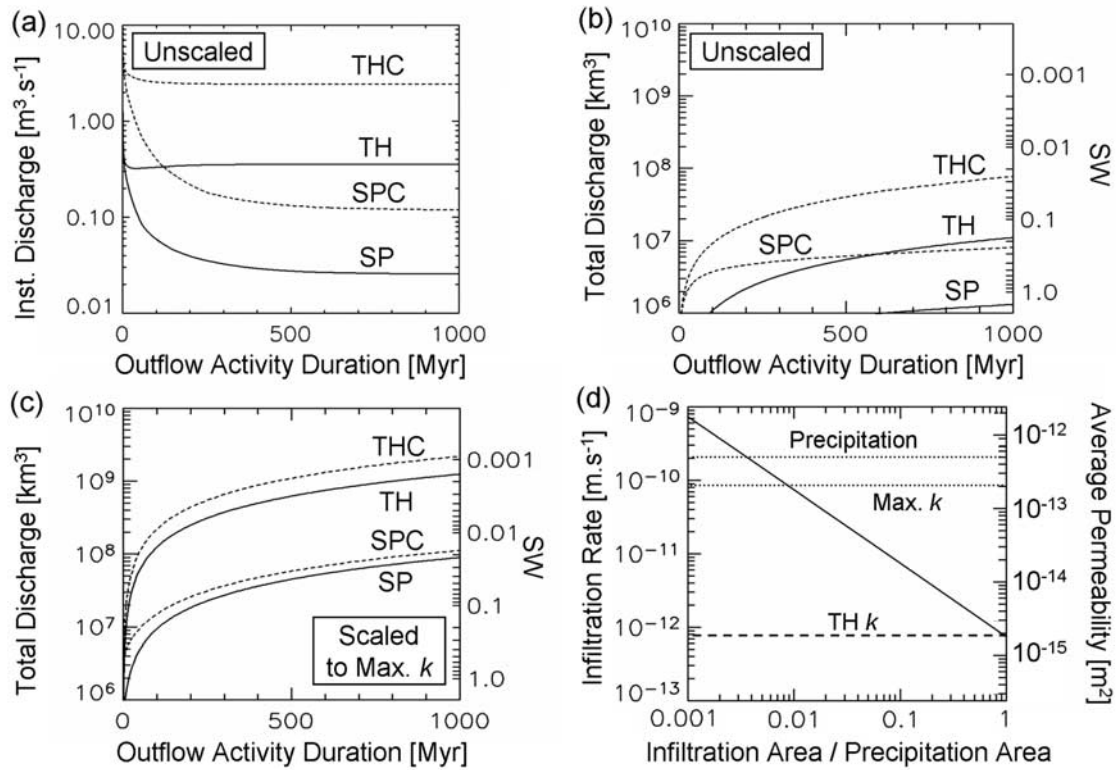 (a)
Unscaled
Inst. Discharge [m³.s⁻¹]
10.00
1.00
0.10
0.01
THC
TH
SPC
SP
0
500
1000
Outflow Activity Duration [Myr]
(b)
Unscaled
Total Discharge [km³]
10¹⁰
10⁹
10⁸
10⁷
10⁶
THC
TH
SPC
SP
0.001
0.01
0.1
1.0
SW
0
500
1000
Outflow Activity Duration [Myr]
(c)
Total Discharge [km³]
10¹⁰
10⁹
10⁸
10⁷
10⁶
THC
TH
SPC
SP
Scaled
to Max. k
0.001
0.01
0.1
1.0
SW
0
500
1000
Outflow Activity Duration [Myr]
(d)
Infiltration Rate [m.s⁻¹]
10⁻⁹
10⁻¹⁰
10⁻¹¹
10⁻¹²
10⁻¹³
Precipitation
Max. k
TH k
10⁻¹²
10⁻¹³
10⁻¹⁴
10⁻¹⁵
Average Permeability [m²]
0.001
0.01
0.1
1
Infiltration Area / Precipitation Area